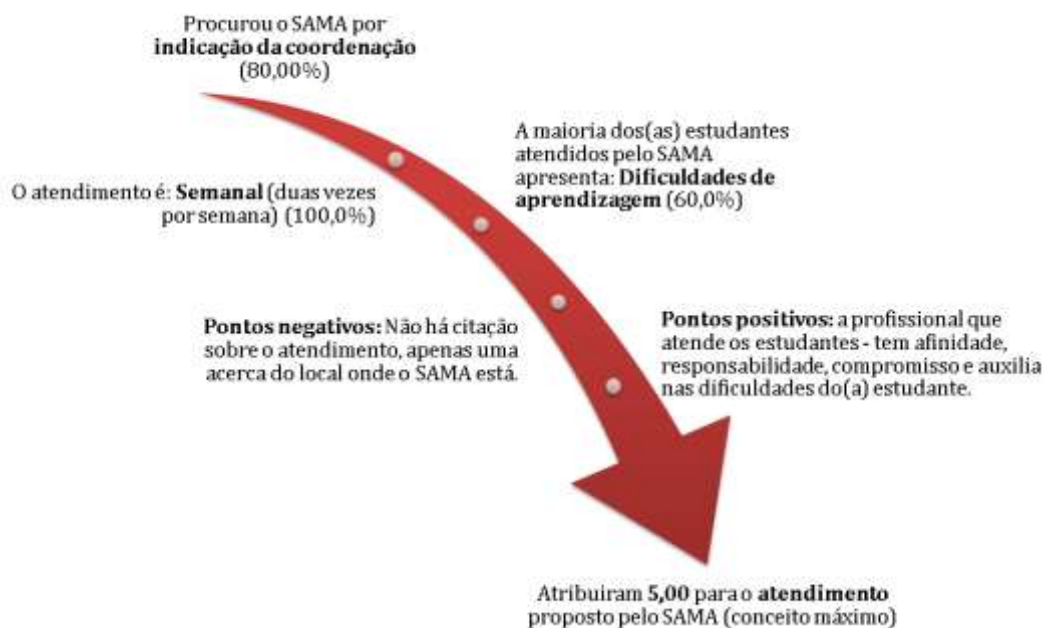 Procurou o SAMA por
indicação da coordenação
(80,00%)
A maioria dos(as) estudantes
atendidos pelo SAMA
apresenta: Dificuldades de
aprendizagem (60,0%)
O atendimento é: Semanal (duas vezes
por semana) (100,0%)
Pontos negativos: Não há citação
sobre o atendimento, apenas uma
acerca do local onde o SAMA está.
Pontos positivos: a profissional que
atende os estudantes - tem afinidade,
responsabilidade, compromisso e auxilia
nas dificuldades do(a) estudante.
Atribuiram 5,00 para o atendimento
proposto pelo SAMA (conceito máximo)